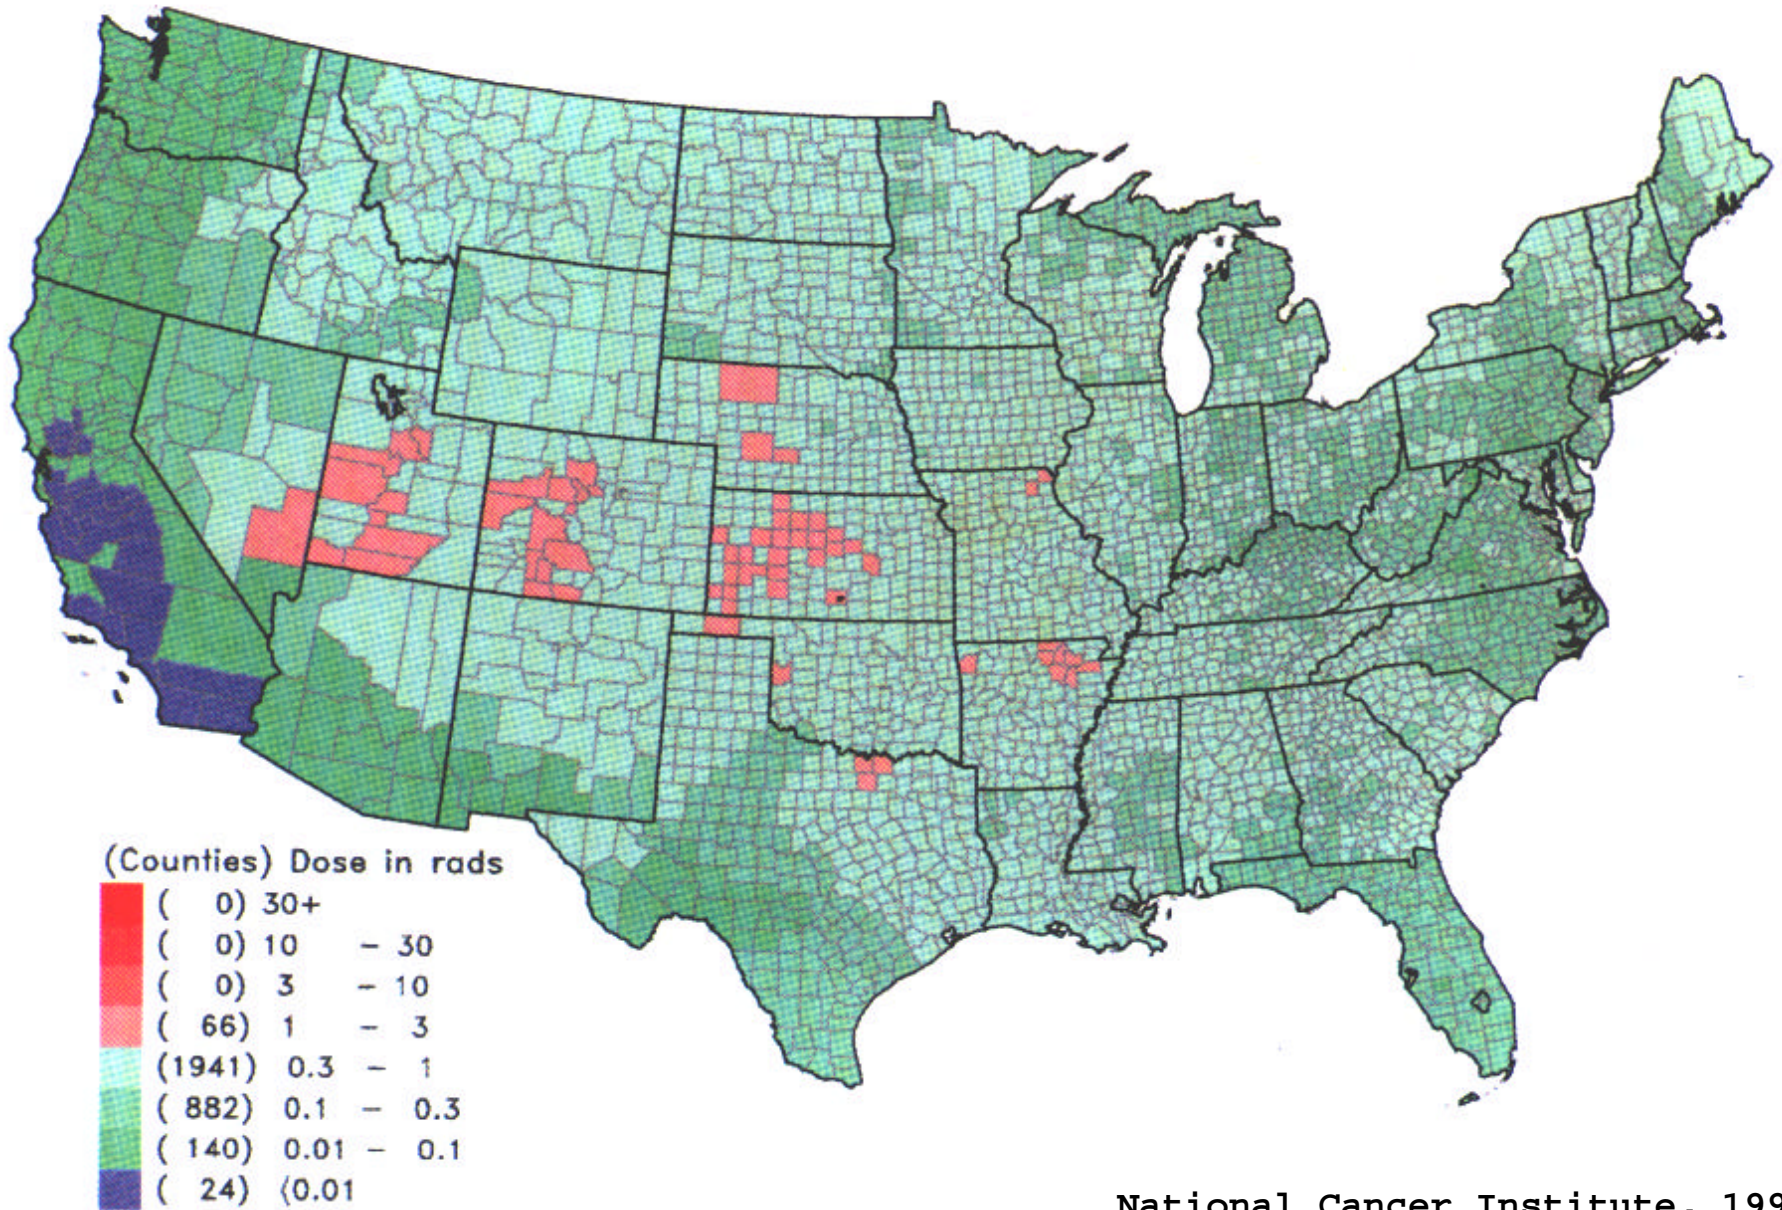 (Counties) Dose in rads
( 0) 30+
( 0) 10 - 30
( 0) 3 - 10
( 66) 1 - 3
(1941) 0.3 - 1
( 882) 0.1 - 0.3
( 140) 0.01 - 0.1
( 24) <0.01
National Cancer Institute, 199